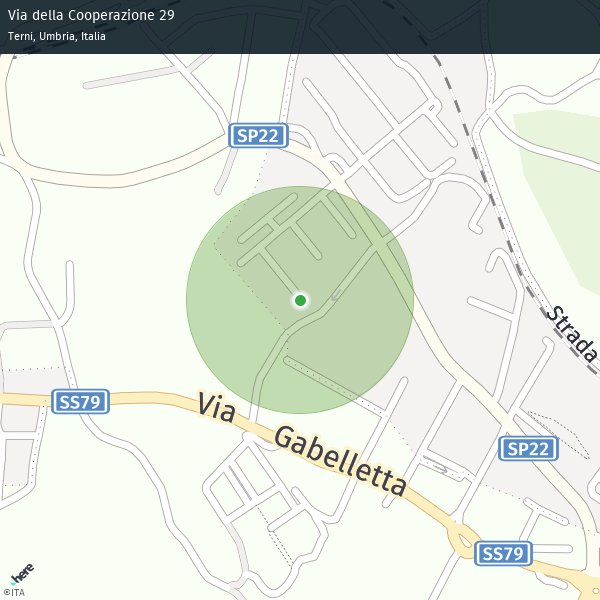 Via della Cooperazione 29
Terni, Umbria, Italia
SP22
Strada
SS79
Via Gabelletta
SP22
SS79
here
©ITA